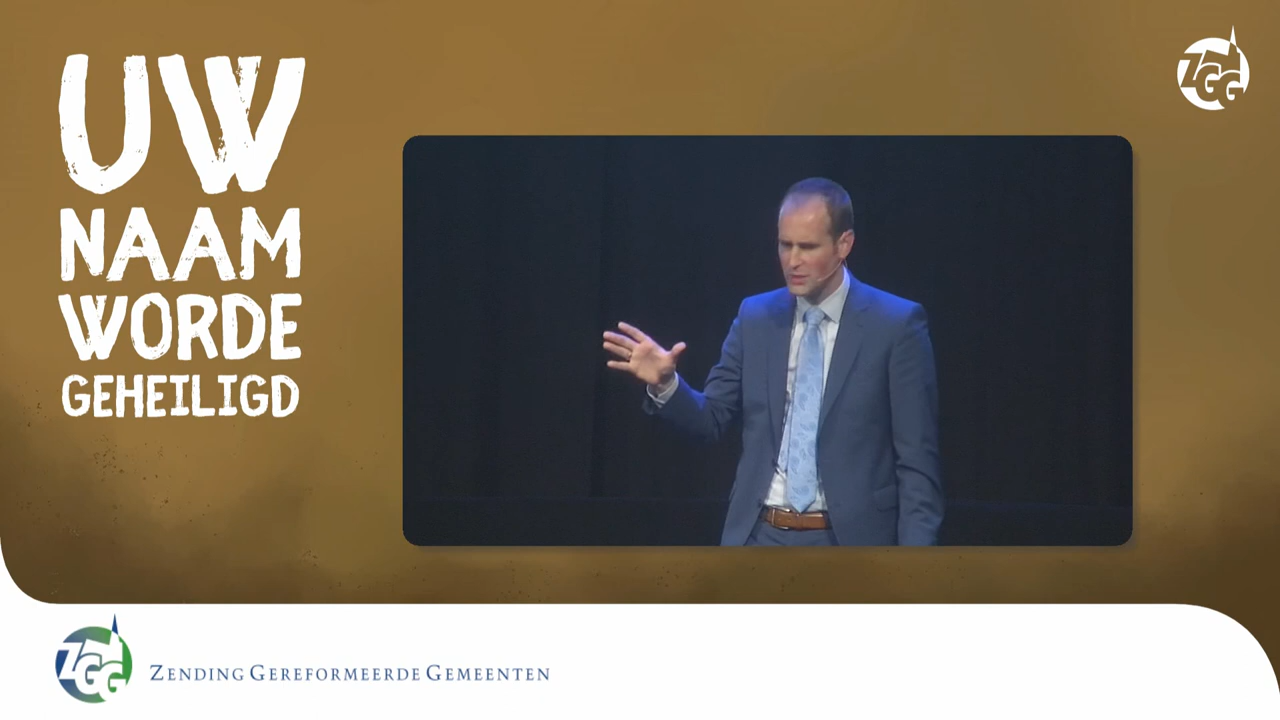 UW
NAAM
WORDE
GEHEILIGD
ZGG
ZGG
ZENDING GEREFORMEERDE GEMEENTEN